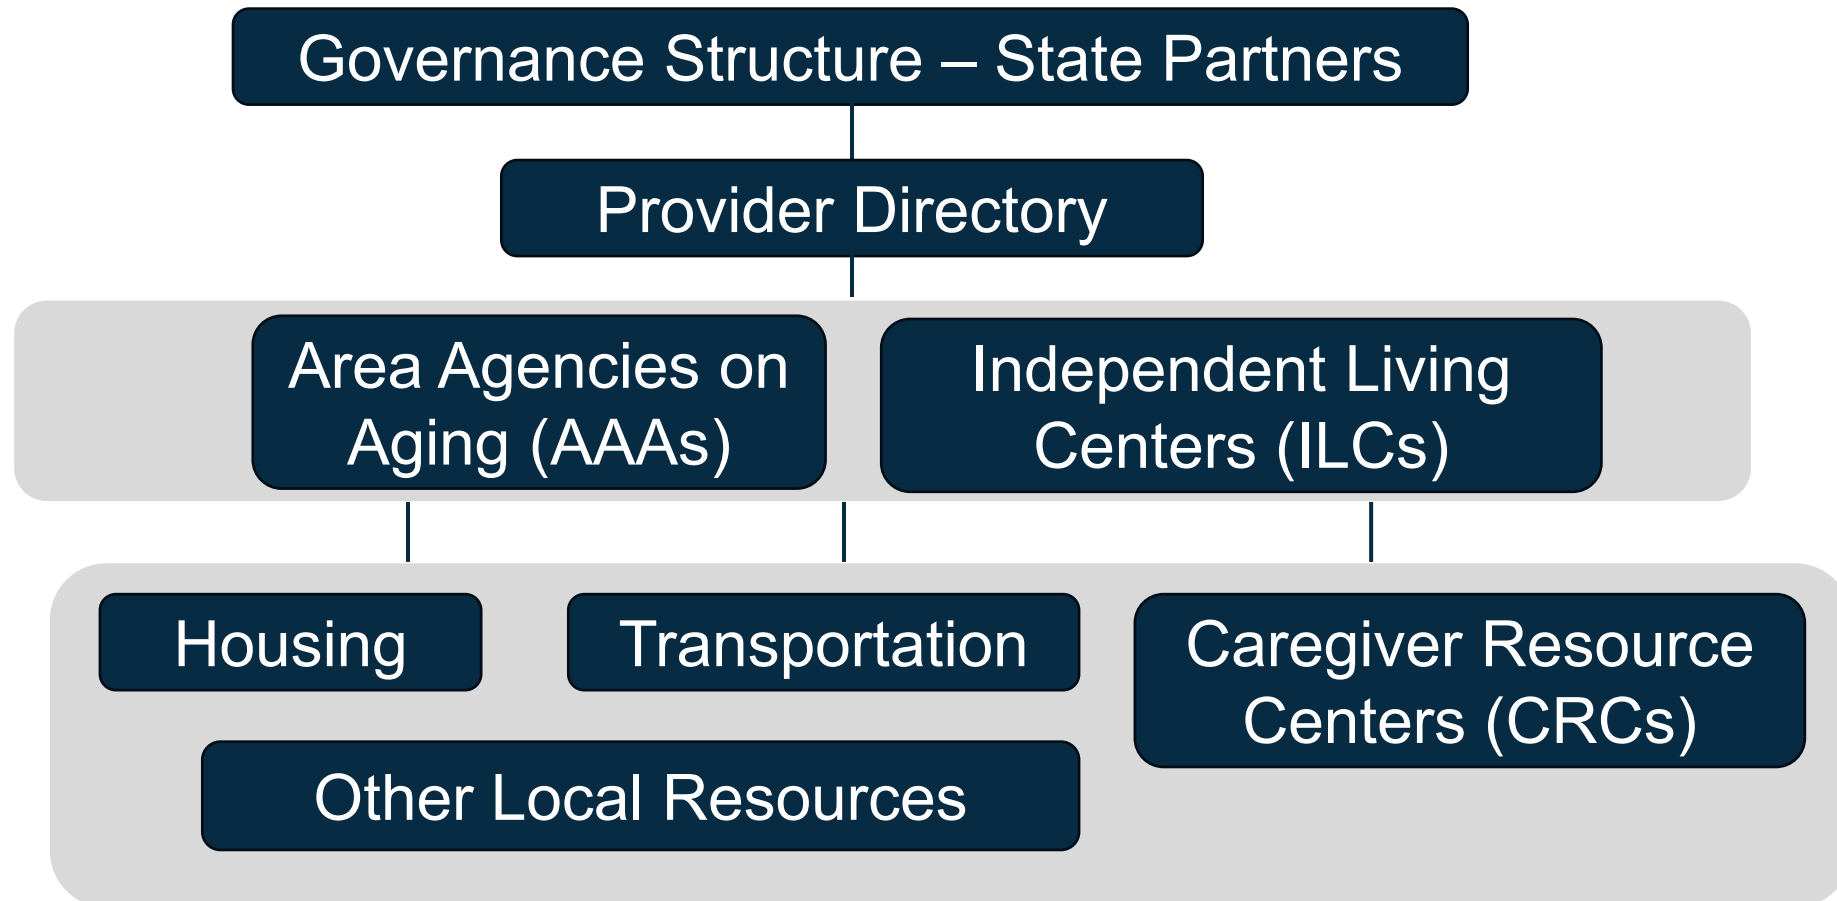 Governance Structure – State Partners
Provider Directory
Area Agencies on
Aging (AAAs)
Independent Living
Centers (ILCs)
Housing
Transportation
Caregiver Resource
Centers (CRCs)
Other Local Resources